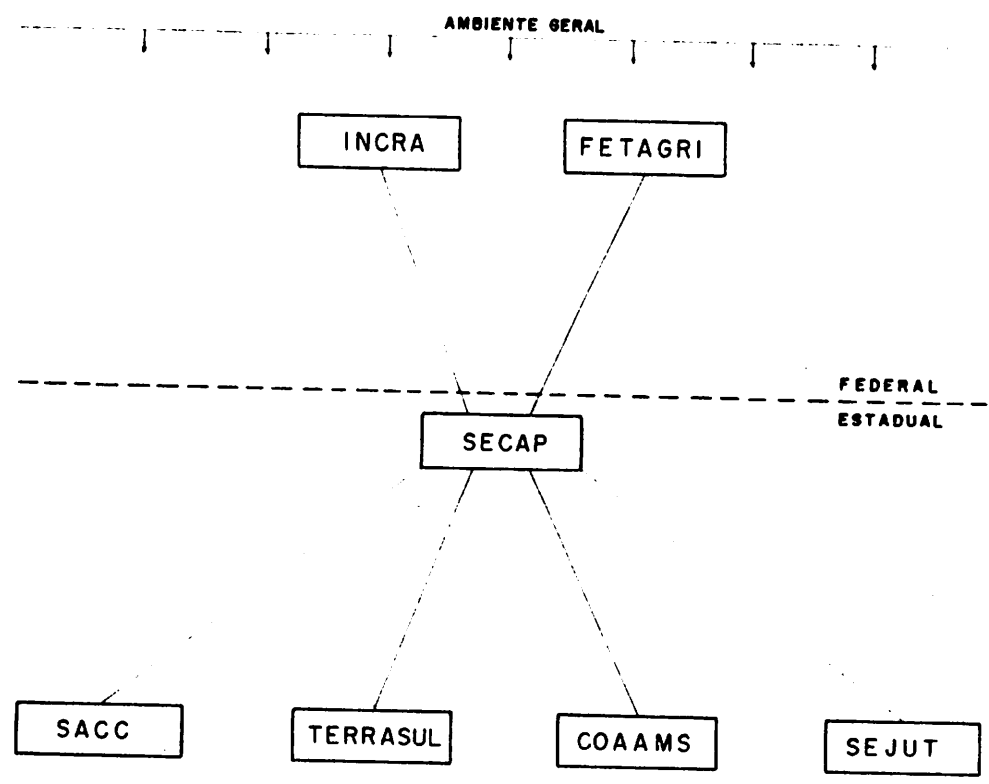 AMBIENTE GERAL
INCRA
FETAGRI
FEDERAL
ESTADUAL
SECAP
SACC
TERRASUL
COAAMS
SEJUT